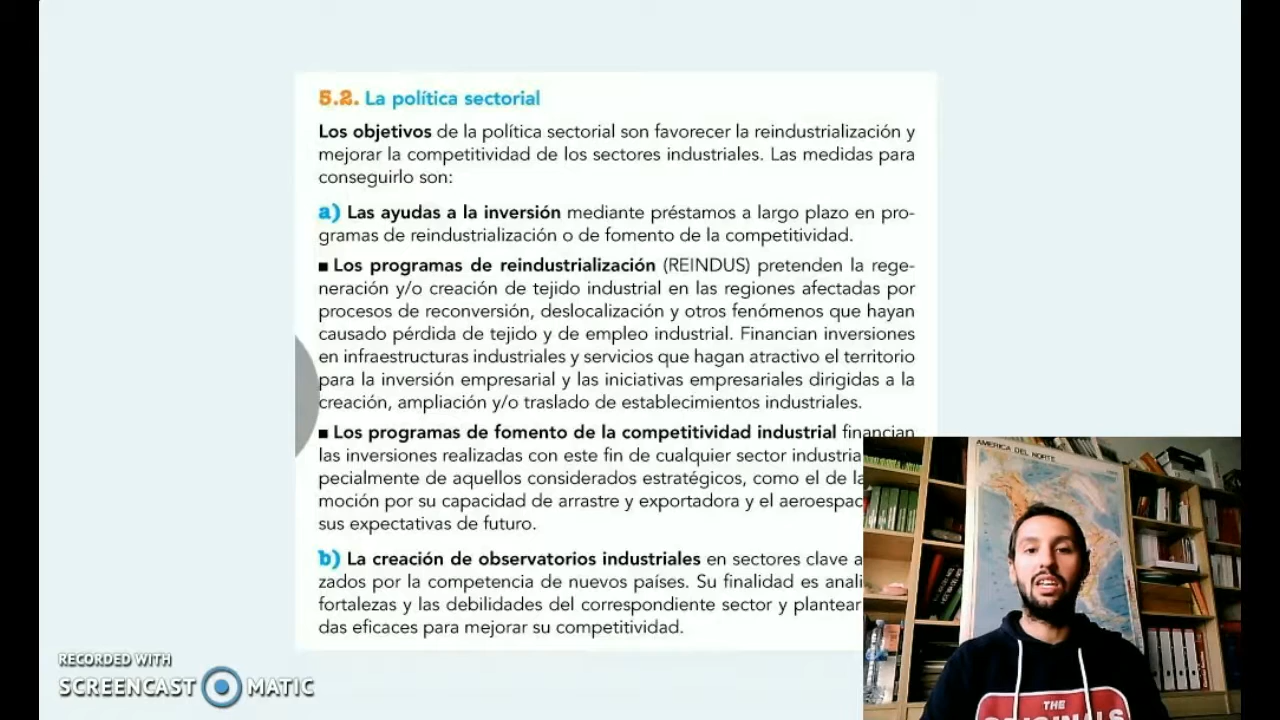 5.2. La política sectorial
Los objetivos de la política sectorial son favorecer la reindustrialización y
mejorar la competitividad de los sectores industriales. Las medidas para
conseguirlo son:
a) Las ayudas a la inversión mediante préstamos a largo plazo en pro-
gramas de reindustrialización o de fomento de la competitividad.
■ Los programas de reindustrialización (REINDUS) pretenden la rege-
neración y/o creación de tejido industrial en las regiones afectadas por
procesos de reconversión, deslocalización y otros fenómenos que hayan
causado pérdida de tejido y de empleo industrial. Financian inversiones
en infraestructuras industriales y servicios que hagan atractivo el territorio
para la inversión empresarial y las iniciativas empresariales dirigidas a la
creación, ampliación y/o traslado de establecimientos industriales.
■ Los programas de fomento de la competitividad industrial financian
las inversiones realizadas con este fin de cualquier sector industria
pecialmente de aquellos considerados estratégicos, como el de la
moción por su capacidad de arrastre y exportadora y el aeroespac
sus expectativas de futuro.
b) La creación de observatorios industriales en sectores clave a
zados por la competencia de nuevos países. Su finalidad es anali
fortalezas y las debilidades del correspondiente sector y plantear
das eficaces para mejorar su competitividad.
AMERICA DEL NORTE
THE
ORIGINALS
RECORDED WITH
SCREENCAST MATIC